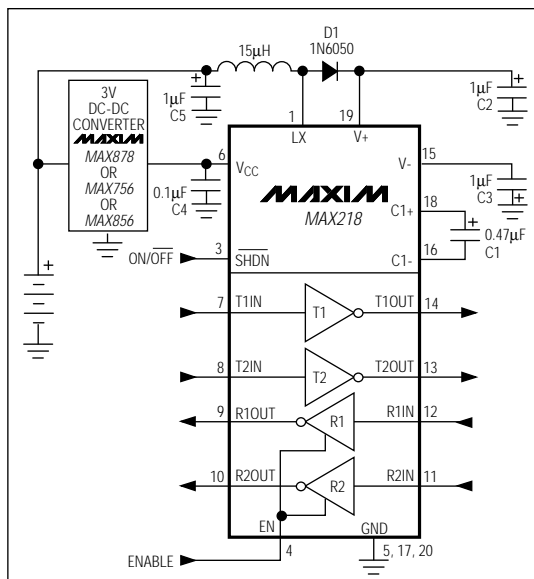 D1
1N6050
15µH
1µF
C5
1µF
C2
3V
DC-DC
CONVERTER
MAXIM
MAX878
OR
MAX756
OR
MAX856
1
19
LX
V+
6
VCC
0.1µF
C4
V-
15
1µF
C3
MAXIM
MAX218
C1+
18
0.47µF
C1
C1-
16
ON/OFF
3
SHDN
7
T1IN
T1
T1OUT
14
8
T2IN
T2
T2OUT
13
9
R1OUT
R1
R1IN
12
10
R2OUT
R2
R2IN
11
EN
GND
4
5, 17, 20
ENABLE
+
+
+
+
+